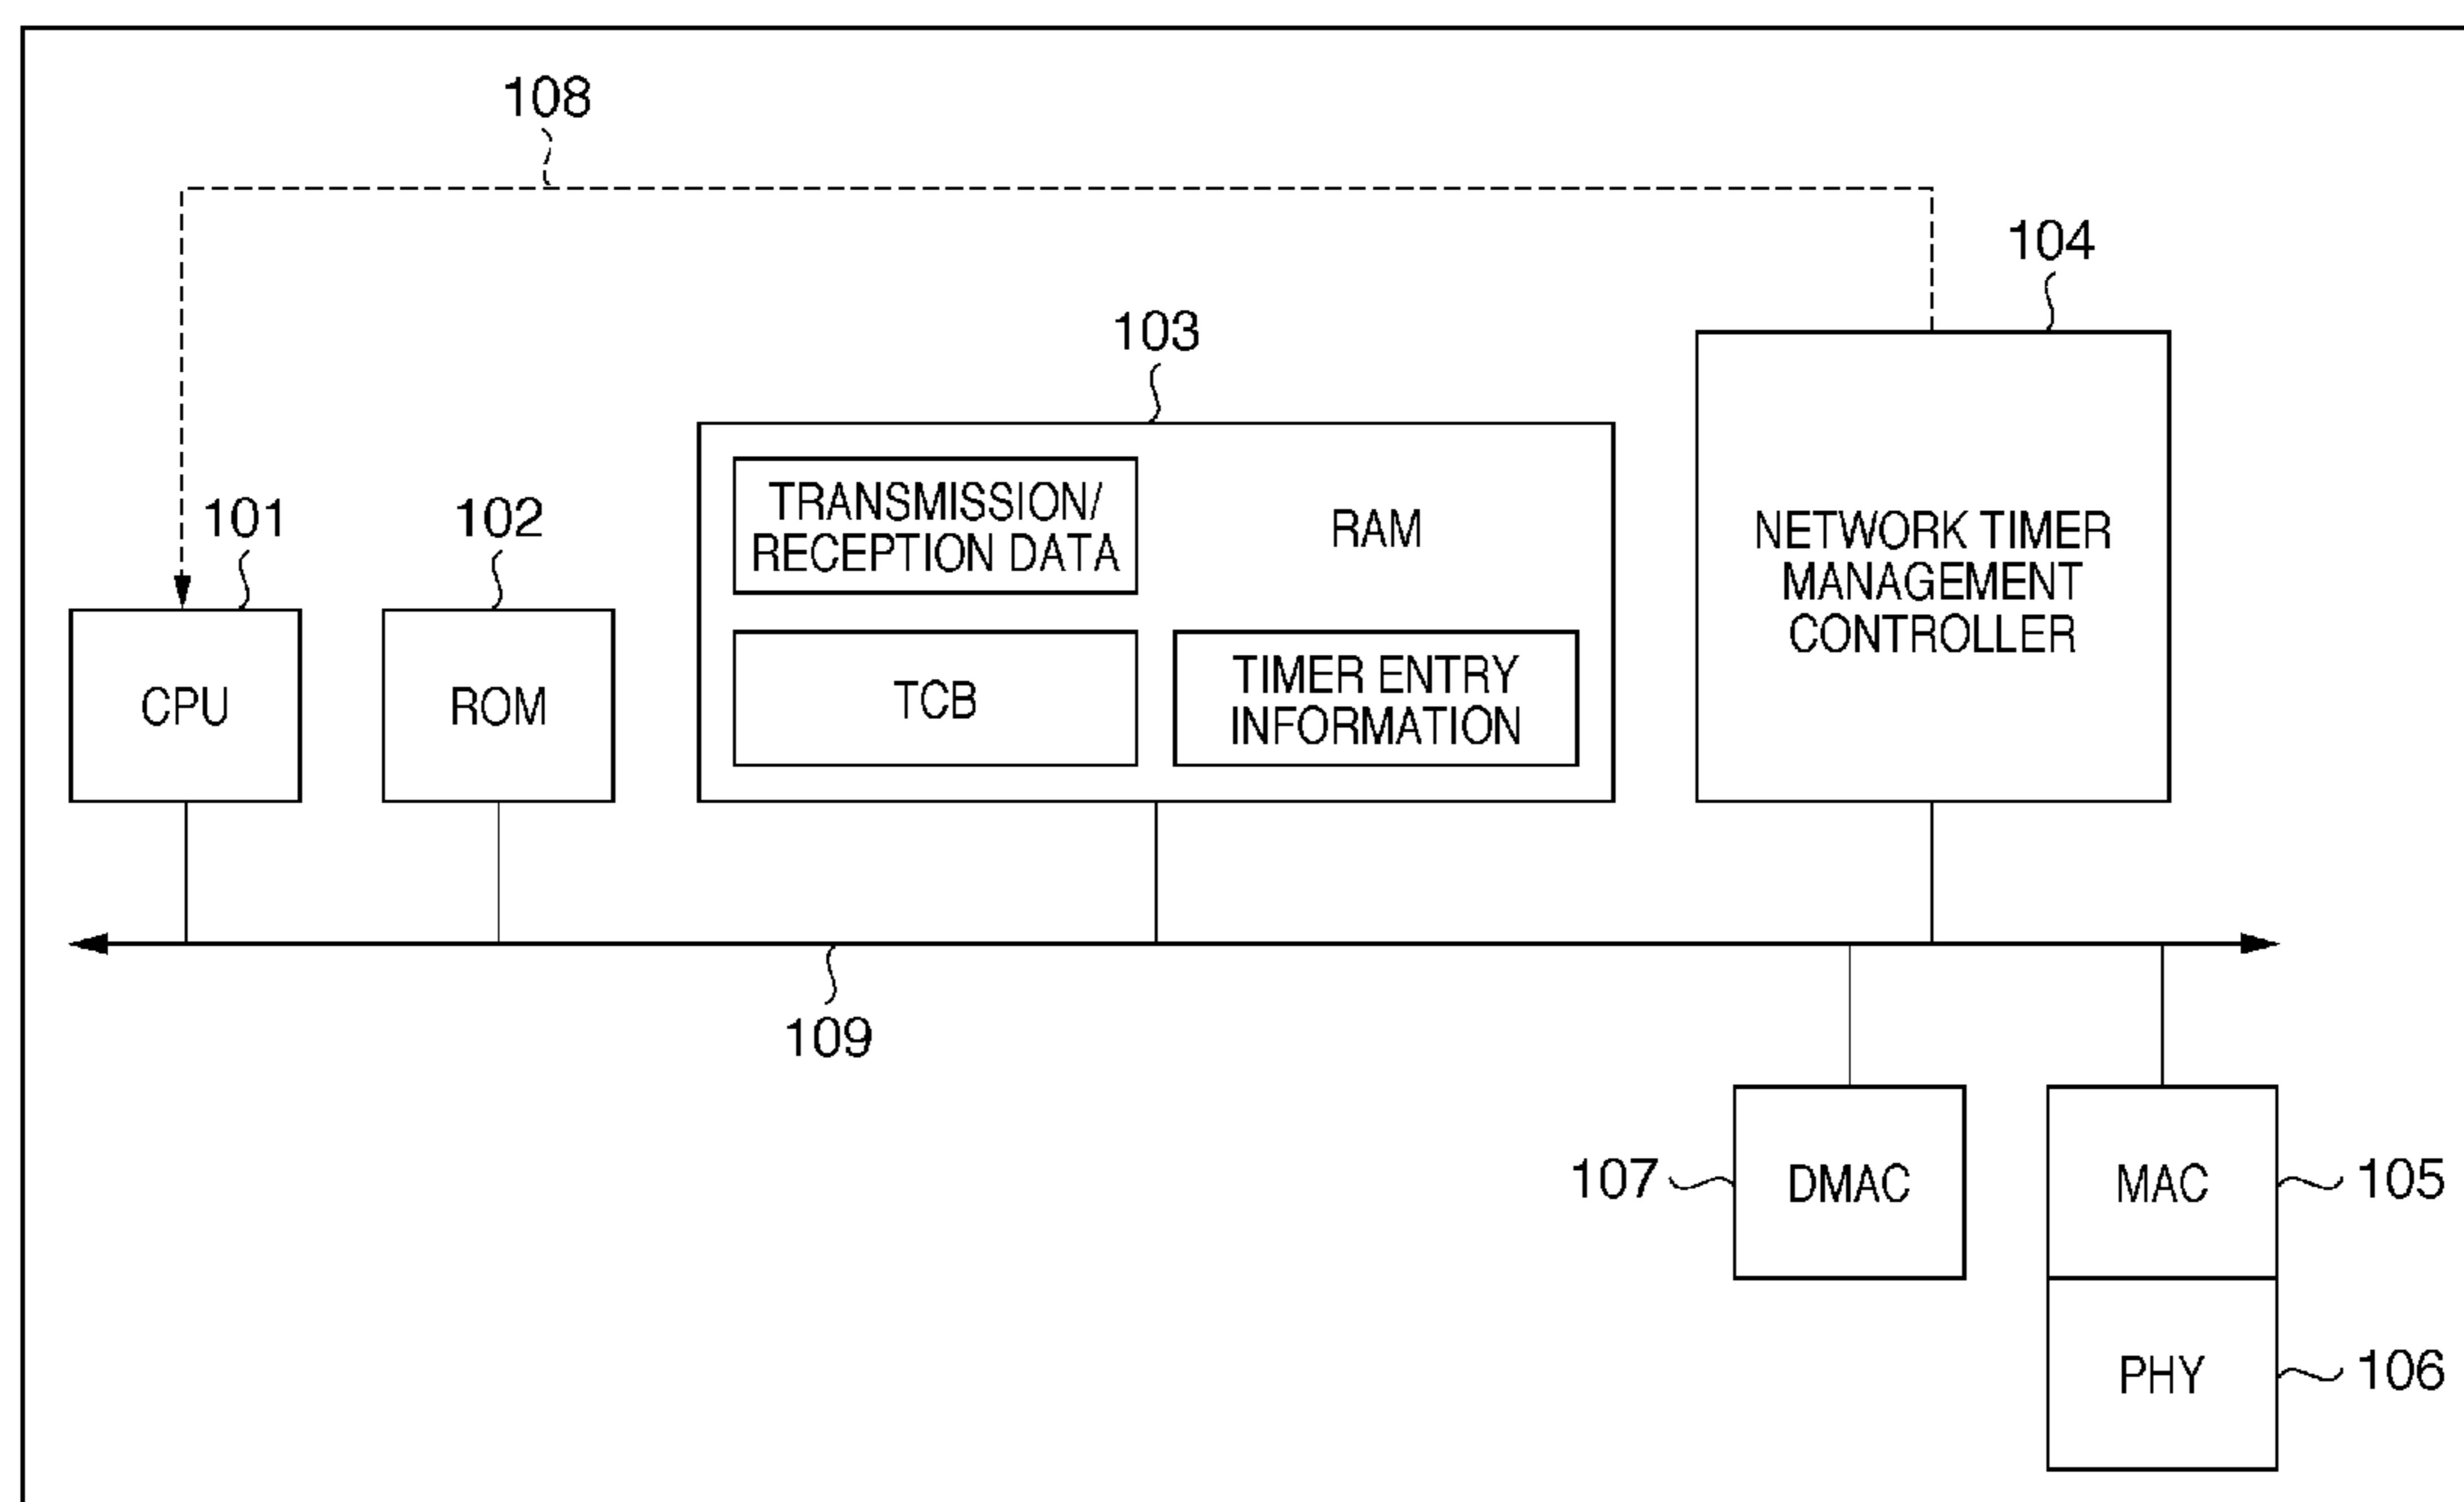 108
104
103
TRANSMISSION/
RECEPTION DATA
RAM
101
102
NETWORK TIMER
MANAGEMENT
CONTROLLER
CPU
ROM
TCB
TIMER ENTRY
INFORMATION
109
107
DMAC
MAC
105
PHY
106